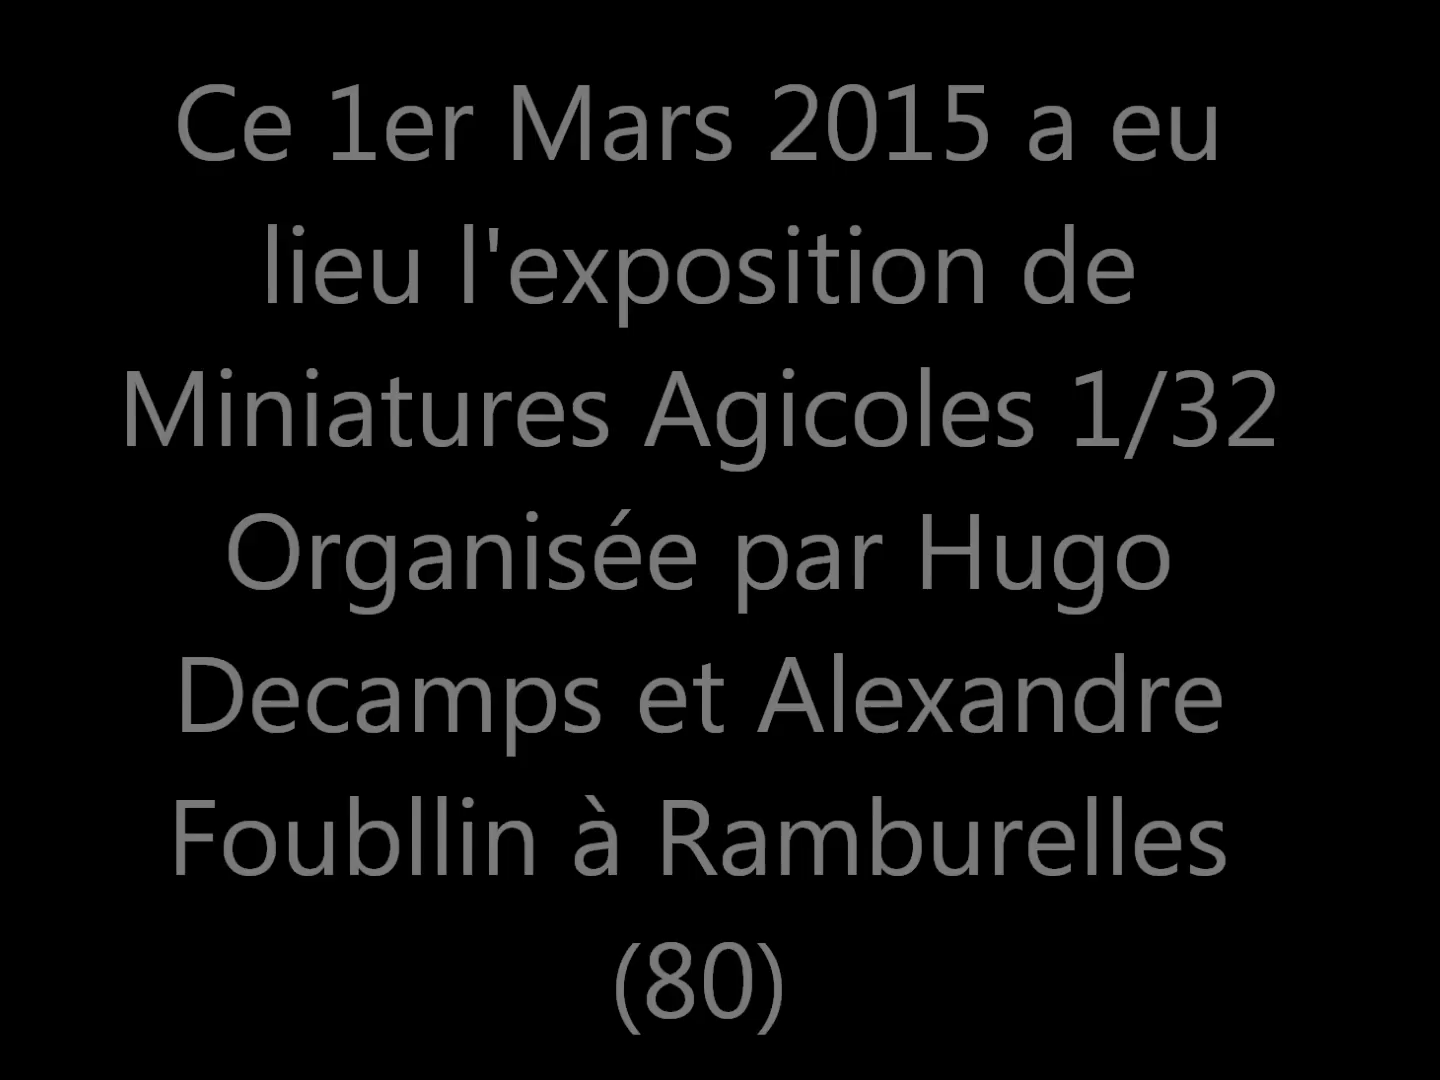 Ce 1er Mars 2015 a eu
lieu l'exposition de
Miniatures Agicoles 1/32
Organisée par Hugo
Decamps et Alexandre
Foubllin à Ramburelles
(80)